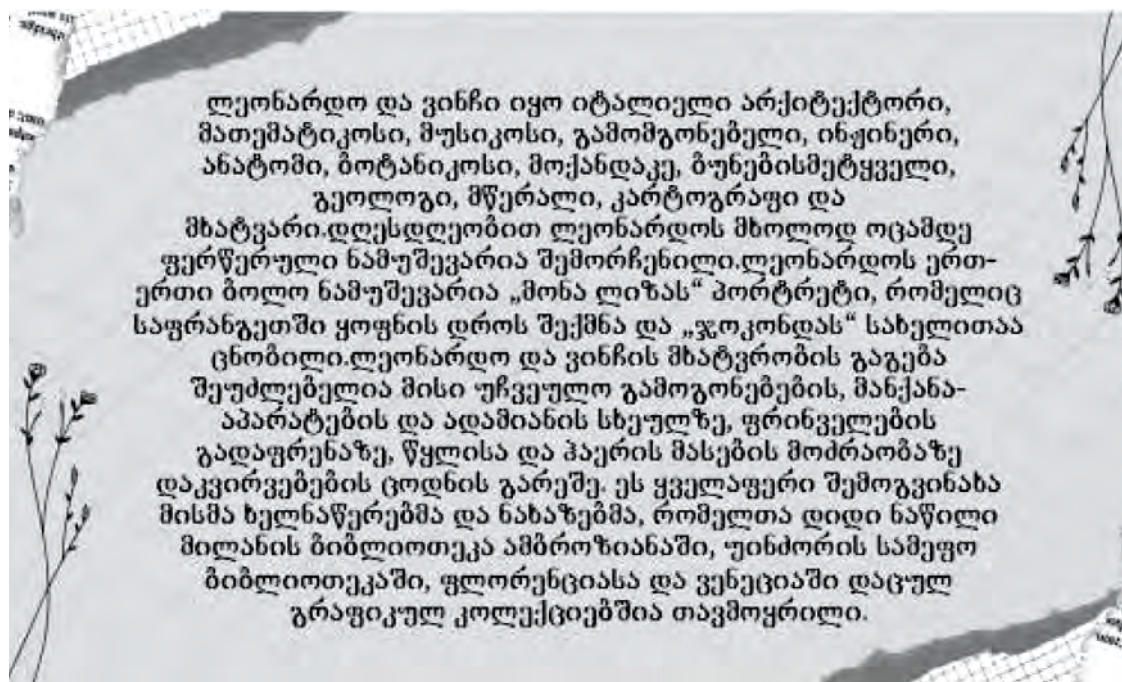 ლეონარდო და ვინჩი იყო იტალიელი არქიტექტორი,
მათემატიკოსი, მუსიკოსი, გამომგონებელი, ინჟინერი,
ანატომი, ბოტანიკოსი, მოქანდაკე, ბუნებისმეტყველი,
გეოლოგი, მწერალი, კარტოგრაფი და
მხატვარი.დღესდღეობით ლეონარდოს მხოლოდ ოცამდე
ფერწერული ნამუშევარია შემორჩენილი.ლეონარდოს ერთ-
ერთი ბოლო ნამუშევარია „მონა ლიზას“ პორტრეტი, რომელიც
საფრანგეთში ყოფნის დროს შექმნა და „ჯოკონდას“ სახელითაა
ცნობილი.ლეონარდო და ვინჩის მხატვრობის გაგება
შეუძლებელია მისი უჩვეულო გამოგონებების, მანქანა-
აპარატების და ადამიანის სხეულზე, ფრინველების
გადაფრენაზე, წყლისა და ჰაერის მასების მოძრაობაზე
დაკვირვებების ცოდნის გარეშე. ეს ყველაფერი შემოგვინახა
მისმა ხელნაწერებმა და ნახაზებმა, რომელთა დიდი ნაწილი
მილანის ბიბლიოთეკა ამბროზიანაში, უინძორის სამეფო
ბიბლიოთეკაში, ფლორენციასა და ვენეციაში დაცულ
გრაფიკულ კოლექციებშია თავმოყრილი.